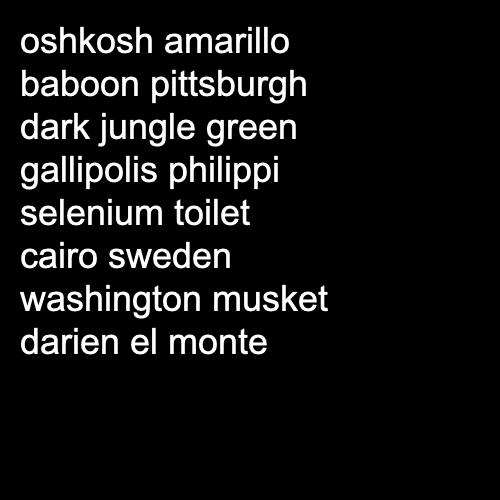 oshkosh amarillo
baboon pittsburgh
dark jungle green
gallipolis philippi
selenium toilet
cairo sweden
washington musket
darien el monte